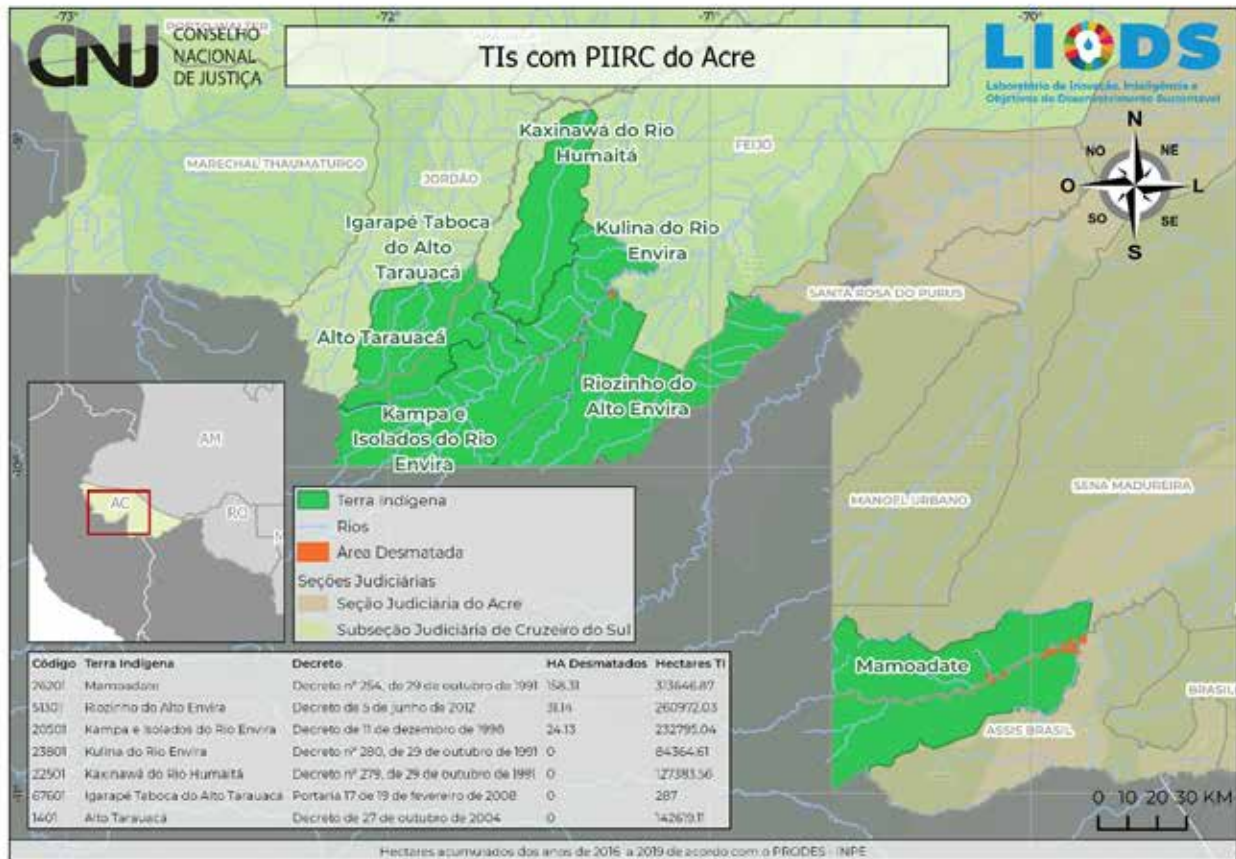 -73
-72
-71
-70
PORTO WALTER
CNJ
CONSELHO
NACIONAL
DE JUSTIÇA
TIs com PIIRC do Acre
LIODS
Laboratório de Inovação, Inteligência e
Objetivos de Desenvolvimento Sustentável
N
NO
NE
O
L
SO
SE
S
-9
MARECHAL THAUMATURGO
JORDÃO
FEIJÓ
Kaxinawá do Rio
Humaitá
Igarapé Taboca
do Alto
Tarauacá
Kulina do Rio
Envira
SANTA ROSA DO PURUS
Alto Tarauacá
Riozinho do
Alto Envira
Kampa e
Isolados do Rio
Envira
-10
AM
AC
RO
MANOEL URBANO
SENA MADUREIRA
Terra Indígena
Rios
Area Desmatada
Seções Judiciárias
Seção Judiciária do Acre
Subseção Judiciária de Cruzeiro do Sul
Mamoadate
ASSIS BRASIL
BRASIL
Código Terra Indígena Decreto HA Desmatados Hectares TI
26201 Mamoadate Decreto nº 254, de 29 de outubro de 1991 158.31 313646.87
51301 Riozinho do Alto Envira Decreto de 5 de junho de 2012 31.14 260972.03
20501 Kampa e Isolados do Rio Envira Decreto de 11 de dezembro de 1998 24.13 232795.04
23801 Kulina do Rio Envira Decreto nº 280, de 29 de outubro de 1991 0 84364.61
22501 Kaxinawá do Rio Humaitá Decreto nº 279, de 29 de outubro de 1991 0 127383.56
67601 Igarapé Taboca do Alto Tarauacá Portaria 17 de 19 de fevereiro de 2008 0 287
1401 Alto Tarauacá Decreto de 27 de outubro de 2004 0 142619.11
-11
0 10 20 30 KM
Hectares acumulados dos anos de 2016 a 2019 de acordo com o PRODES - INPE